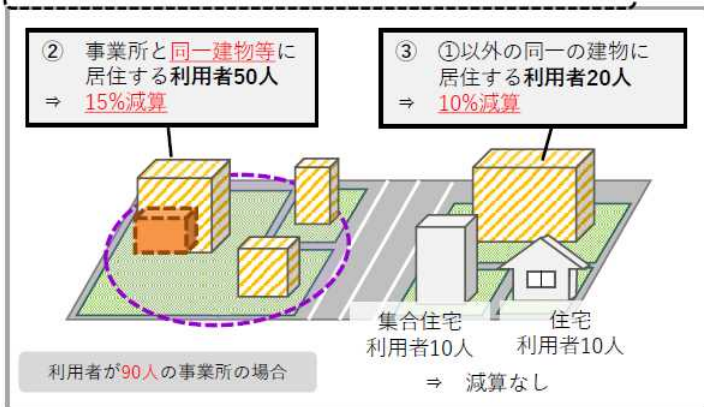 ② 事業所と同一建物等に
居住する利用者50人
⇒ 15%減算
③ ①以外の同一の建物に
居住する利用者20人
⇒ 10%減算
集合住宅
利用者10人
住宅
利用者10人
⇒ 減算なし
利用者が90人の事業所の場合